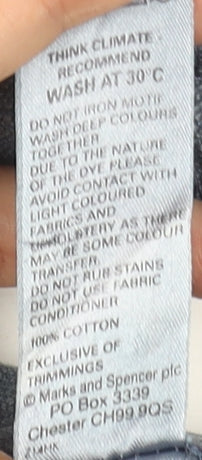 THINK CLIMATE -
RECOMMEND
WASH AT 30°C
DO NOT IRON MOTIF
WASH DEEP COLOURS
TOGETHER
DUE TO THE NATURE
OF THE DYE PLEASE
AVOID CONTACT WITH
LIGHT COLOURED
FABRICS AND
UPHOLSTERY AS THERE
MAY BE SOME COLOUR
TRANSFER
DO NOT RUB STAINS
DO NOT USE FABRIC
CONDITIONER
100% COTTON
EXCLUSIVE OF
TRIMMINGS
© Marks and Spencer plc
PO Box 3339
Chester CH99 9QS